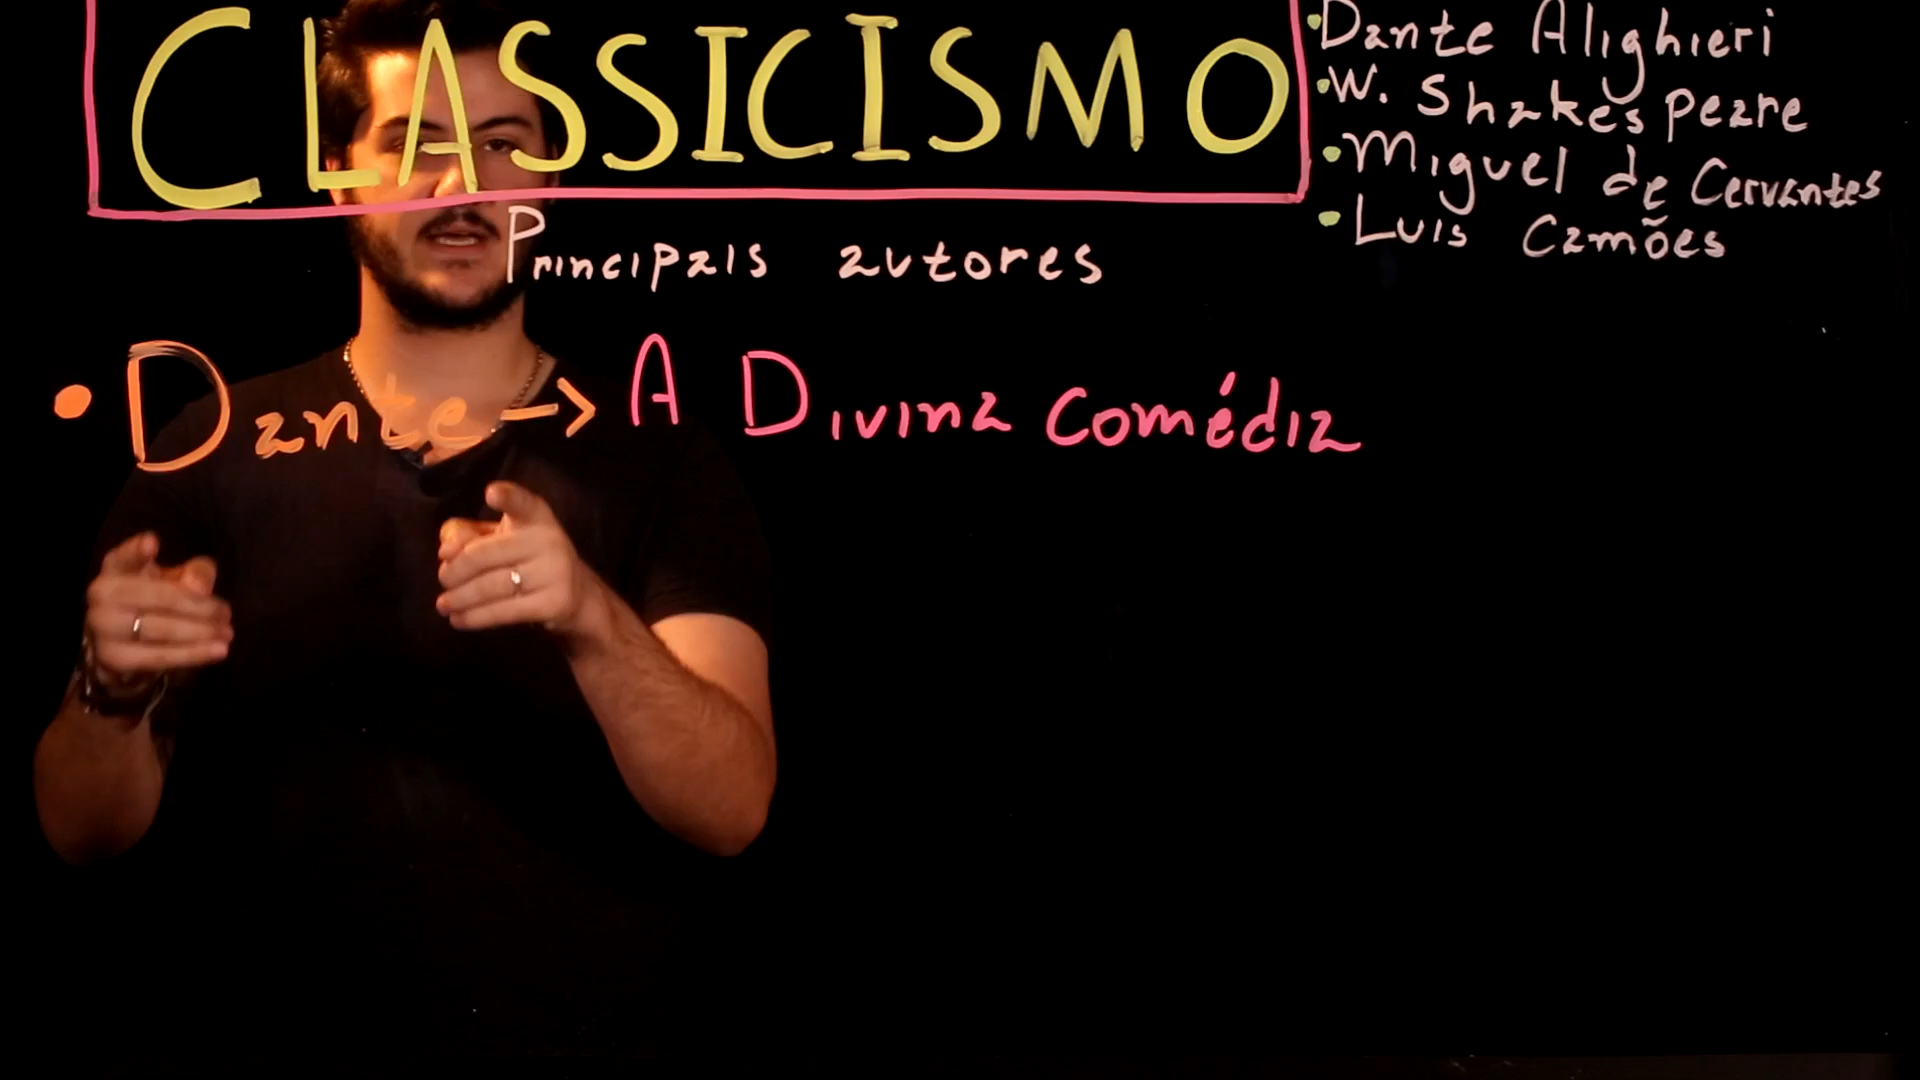 CLASSICISMO
Principais autores
• Dante Alighieri
• W. Shakespeare
• Miguel de Cervantes
• Luis Camões
• Dante → A Divina Comédia